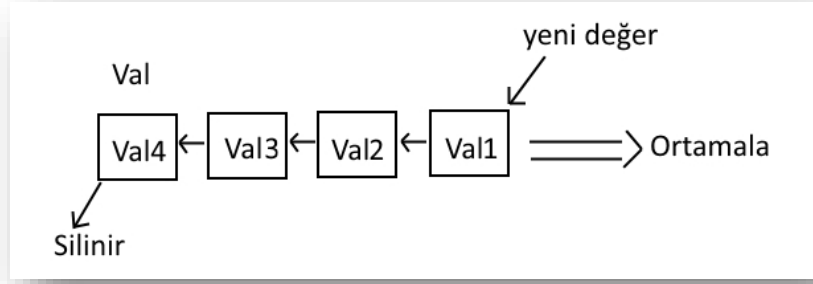 yeni değer
Val
Val4 Val3 Val2 Val1 Ortamala
Silinir